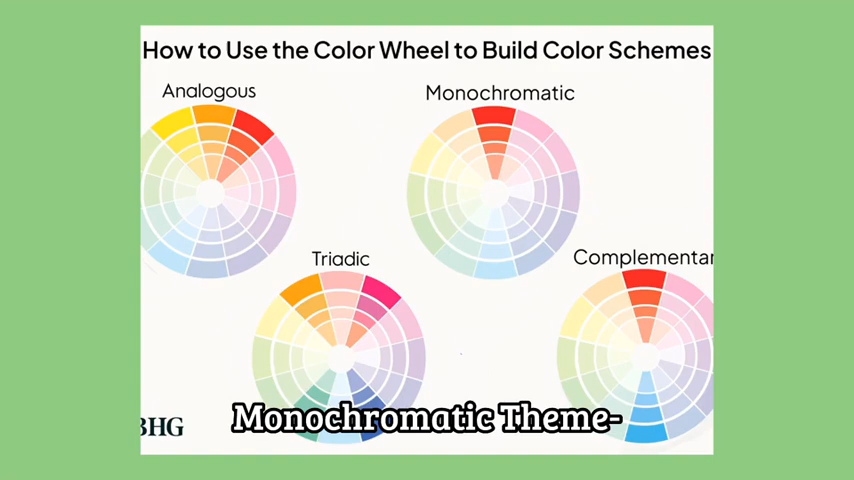 How to Use the Color Wheel to Build Color Schemes
Analogous
Monochromatic
Triadic
Complementar
BHG
Monochromatic Theme-